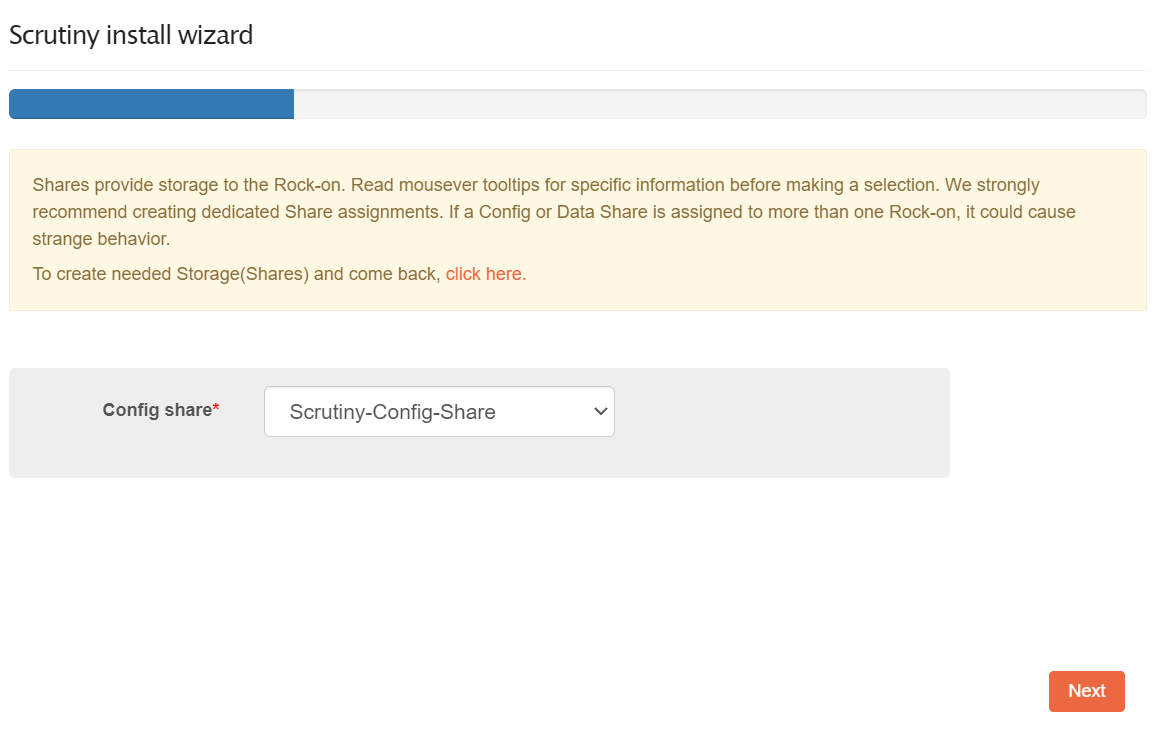 Scrutiny install wizard
Shares provide storage to the Rock-on. Read mousever tooltips for specific information before making a selection. We strongly
recommend creating dedicated Share assignments. If a Config or Data Share is assigned to more than one Rock-on, it could cause
strange behavior.
To create needed Storage(Shares) and come back, click here.
Config share* Scrutiny-Config-Share
Next